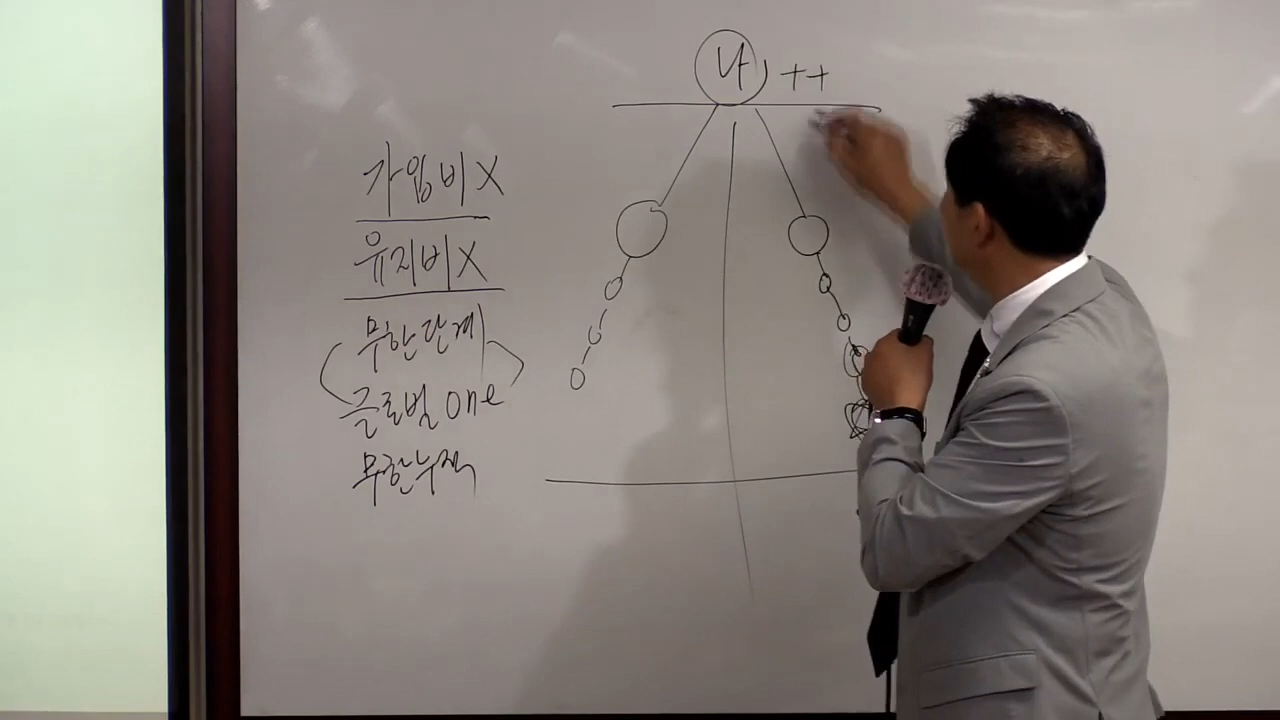 나 ++
가입비 X
유지비 X
무한단계
글로벌 one
무한누적